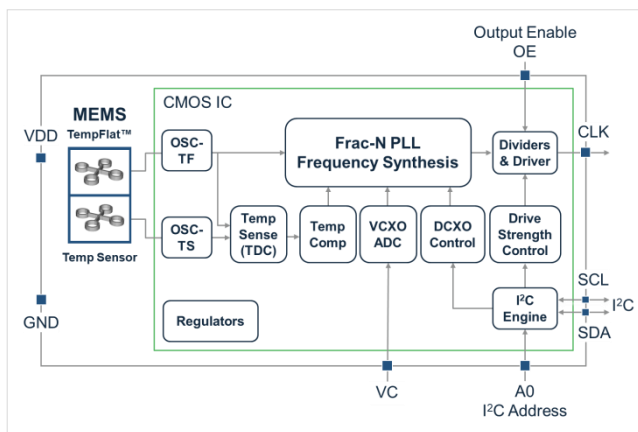 Output Enable
OE
CMOS IC
MEMS
TempFlat™
VDD
OSC-
TF
Frac-N PLL
Frequency Synthesis
Dividers
& Driver
CLK
Temp Sensor
OSC-
TS
Temp
Sense
(TDC)
Temp
Comp
VCXO
ADC
DCXO
Control
Drive
Strength
Control
GND
Regulators
I²C
Engine
SCL
I²C
SDA
VC
A0
I²C Address